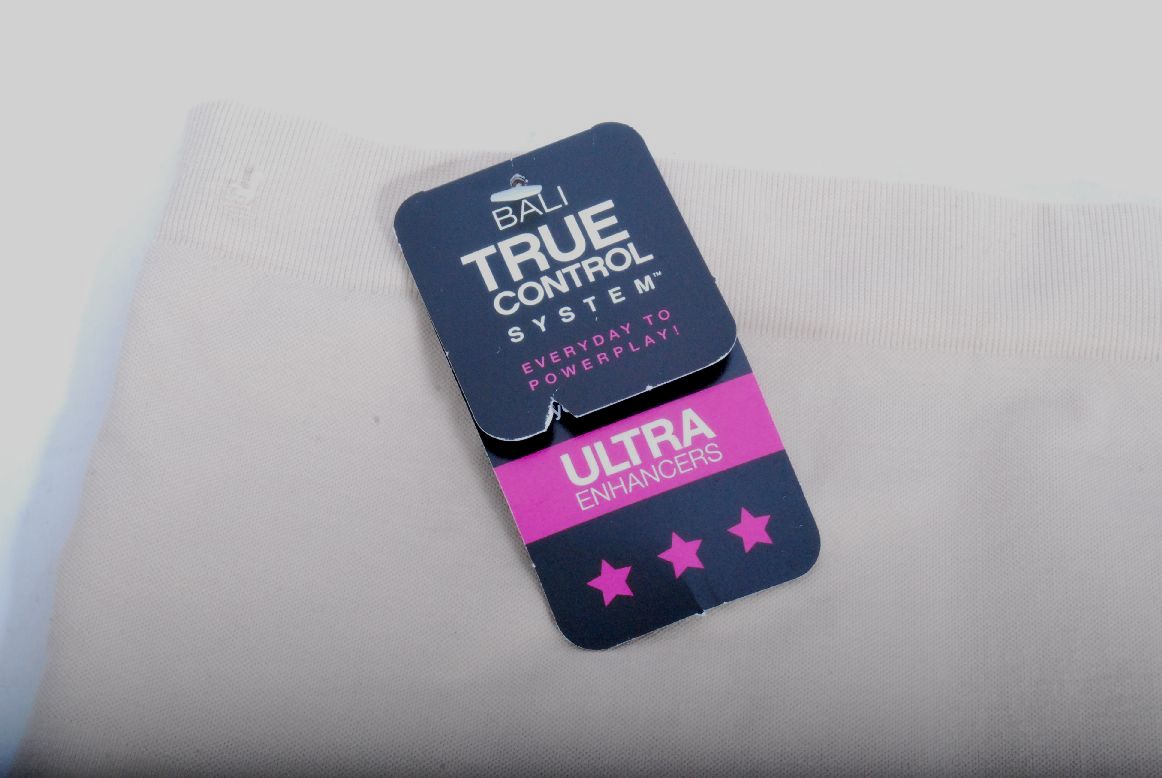 BALI
TRUE
CONTROL
SYSTEM™
EVERYDAY TO
POWERPLAY!
ULTRA
ENHANCERS